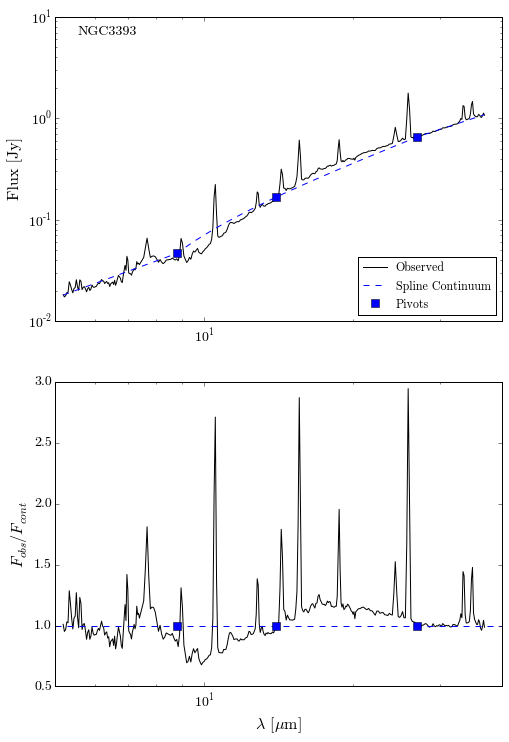 NGC3393
10^1
10^0
10^-1
10^-2
Flux [Jy]
Observed
Spline Continuum
Pivots
10^1
3.0
2.5
2.0
1.5
1.0
0.5
F_obs/F_cont
10^1
λ [μm]